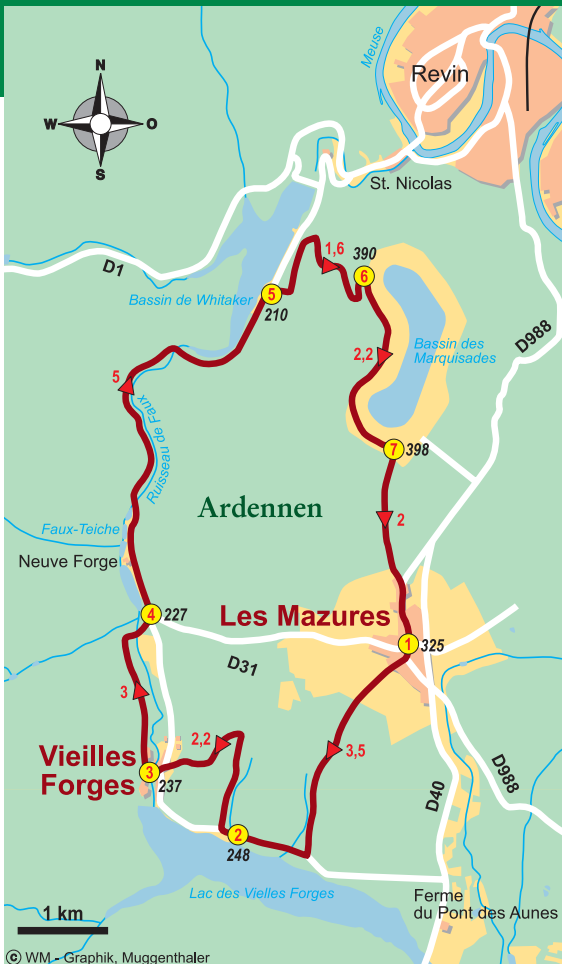 N
W
O
S
Meuse
Revin
St. Nicolas
D1
1,6
390
6
Bassin de Whitaker
5
210
D988
Bassin des
Marquisades
2,2
5
Ruisseau de Faux
7
398
Ardennen
2
Faux-Teiche
Neuve Forge
4
227
Les Mazures
1
325
D31
3
2,2
3,5
Vieilles
Forges
3
237
D40
D988
2
248
Lac des Vielles Forges
Ferme
du Pont des Aunes
1 km
© WM - Graphik, Muggenthaler